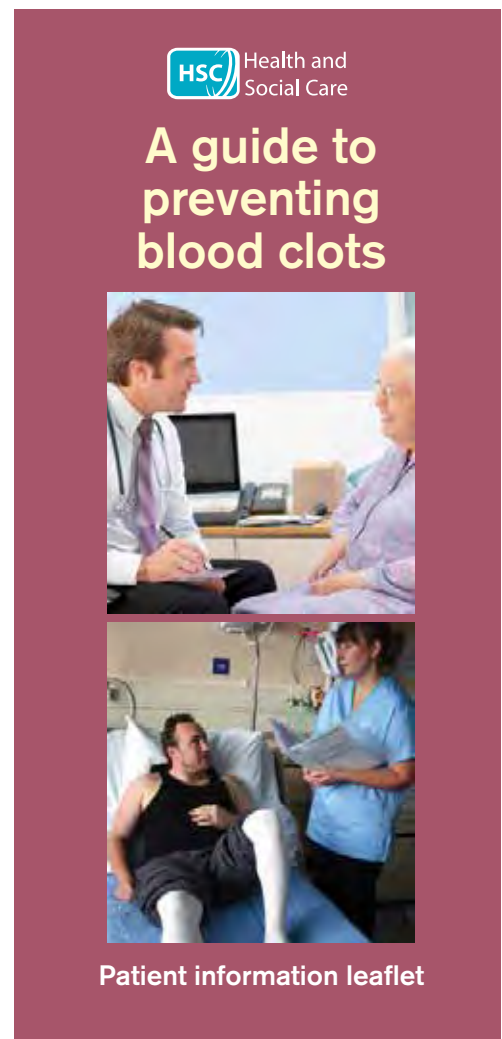 HSC
Health and
Social Care
A guide to
preventing
blood clots
Patient information leaflet